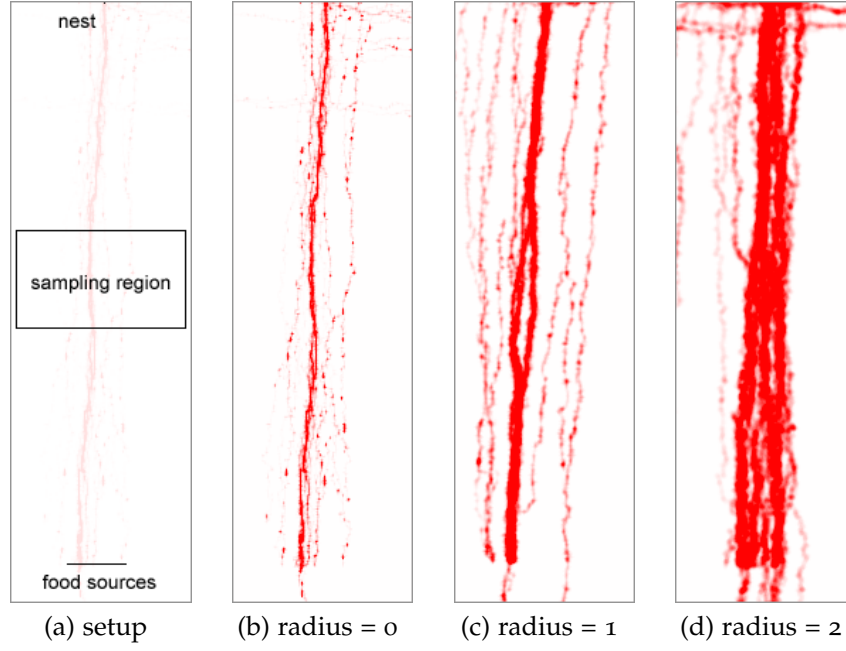 nest
sampling region
food sources
(a) setup
(b) radius = 0
(c) radius = 1
(d) radius = 2